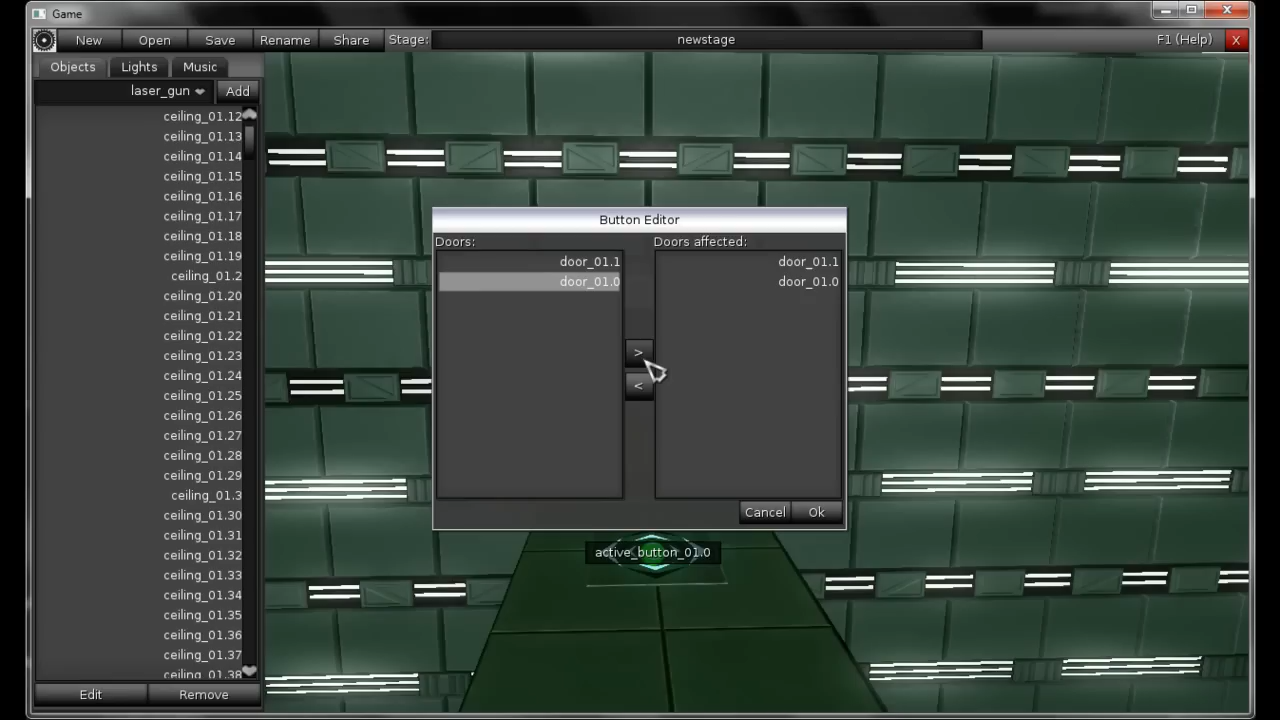 Game
New Open Save Rename Share Stage: newstage F1 (Help) X
Objects Lights Music
laser_gun Add
ceiling_01.12
ceiling_01.13
ceiling_01.14
ceiling_01.15
ceiling_01.16
ceiling_01.17
ceiling_01.18
ceiling_01.19
ceiling_01.2
ceiling_01.20
ceiling_01.21
ceiling_01.22
ceiling_01.23
ceiling_01.24
ceiling_01.25
ceiling_01.26
ceiling_01.27
ceiling_01.28
ceiling_01.29
ceiling_01.3
ceiling_01.30
ceiling_01.31
ceiling_01.32
ceiling_01.33
ceiling_01.34
ceiling_01.35
ceiling_01.36
ceiling_01.37
ceiling_01.38
Edit Remove
Button Editor
Doors: Doors affected:
door_01.1 door_01.1
door_01.0 door_01.0
>
<
Cancel Ok
active_button_01.0